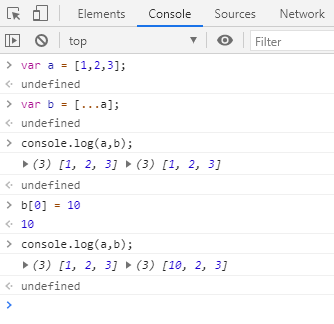 Elements Console Sources
top Filter
> var a = [1,2,3];
undefined
> var b = [...a];
undefined
> console.log(a,b);
▶ (3) [1, 2, 3] ▶ (3) [1, 2, 3]
undefined
> b[0] = 10
10
> console.log(a,b);
▶ (3) [1, 2, 3] ▶ (3) [10, 2, 3]
undefined
>